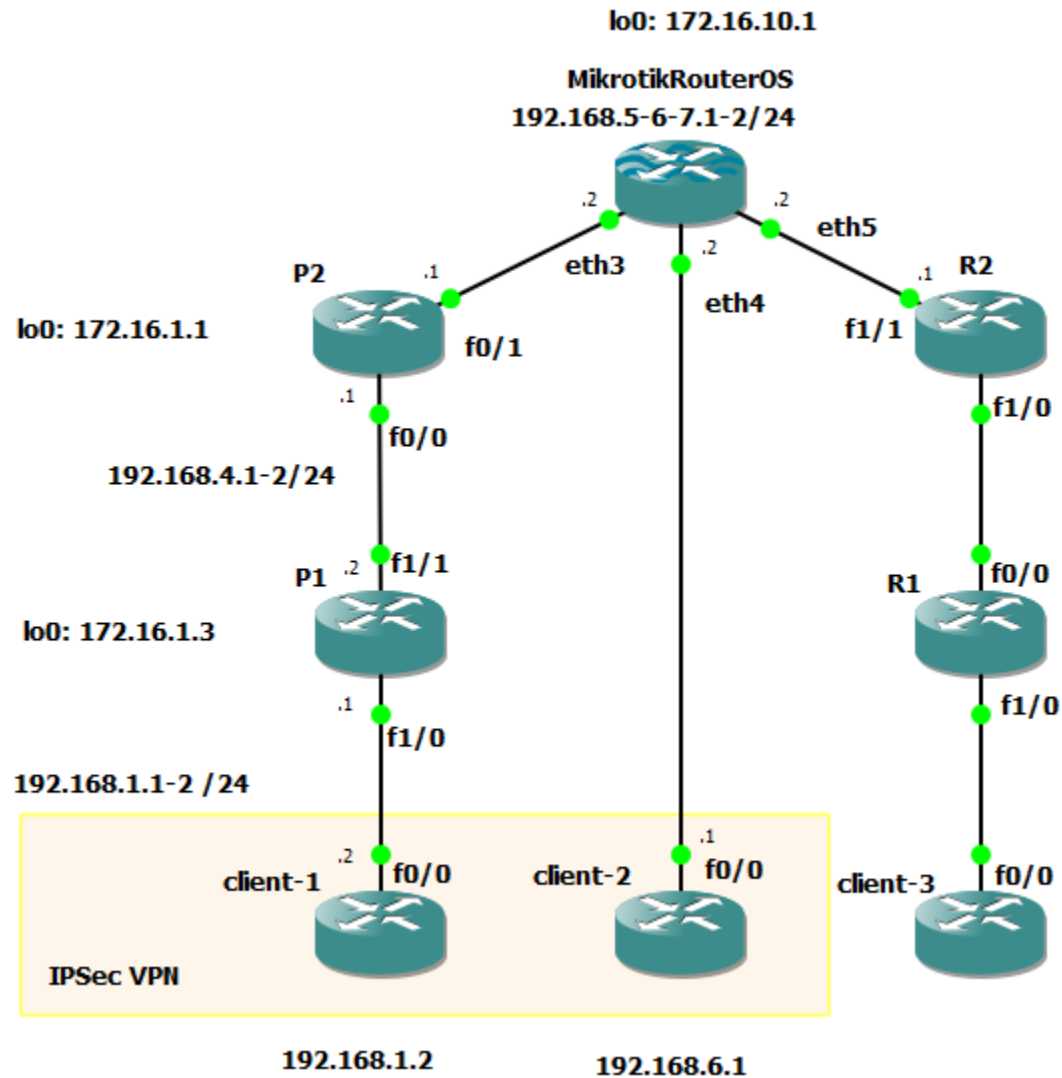 lo0: 172.16.10.1
MikrotikRouterOS
192.168.5-6-7.1-2/24
.2
.2
eth5
.2
P2
.1
eth3
.1
R2
eth4
lo0: 172.16.1.1
f0/1
f1/1
.1
f0/0
f1/0
192.168.4.1-2/24
P1
.2
f1/1
R1
f0/0
lo0: 172.16.1.3
.1
f1/0
f1/0
192.168.1.1-2 /24
client-1
.2
f0/0
client-2
.1
f0/0
client-3
f0/0
IPSec VPN
192.168.1.2
192.168.6.1